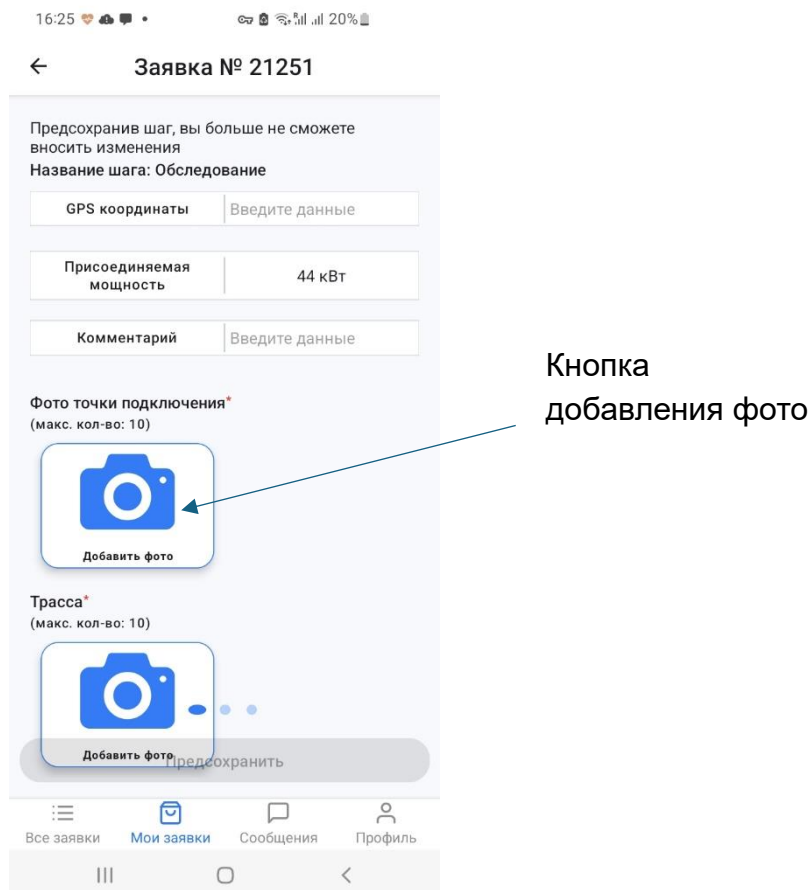 16:25
20%
Заявка № 21251
Предсохранив шаг, вы больше не сможете
вносить изменения
Название шага: Обследование
GPS координаты
Введите данные
Присоединяемая
мощность
44 кВт
Комментарий
Введите данные
Фото точки подключения*
(макс. кол-во: 10)
Добавить фото
Кнопка
добавления фото
Трасса*
(макс. кол-во: 10)
Добавить фото
Предсохранить
Все заявки
Мои заявки
Сообщения
Профиль